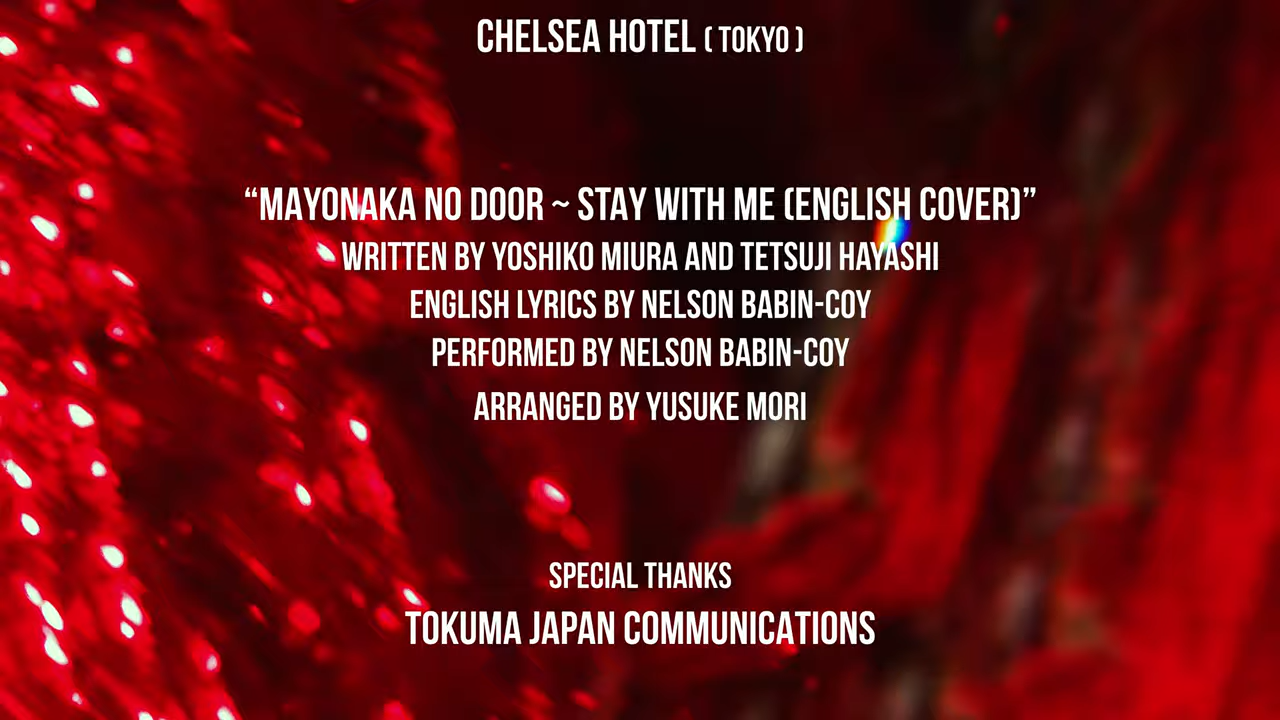 CHELSEA HOTEL ( TOKYO )
“MAYONAKA NO DOOR ~ STAY WITH ME (ENGLISH COVER)”
WRITTEN BY YOSHIKO MIURA AND TETSUJI HAYASHI
ENGLISH LYRICS BY NELSON BABIN-COY
PERFORMED BY NELSON BABIN-COY
ARRANGED BY YUSUKE MORI
SPECIAL THANKS
TOKUMA JAPAN COMMUNICATIONS